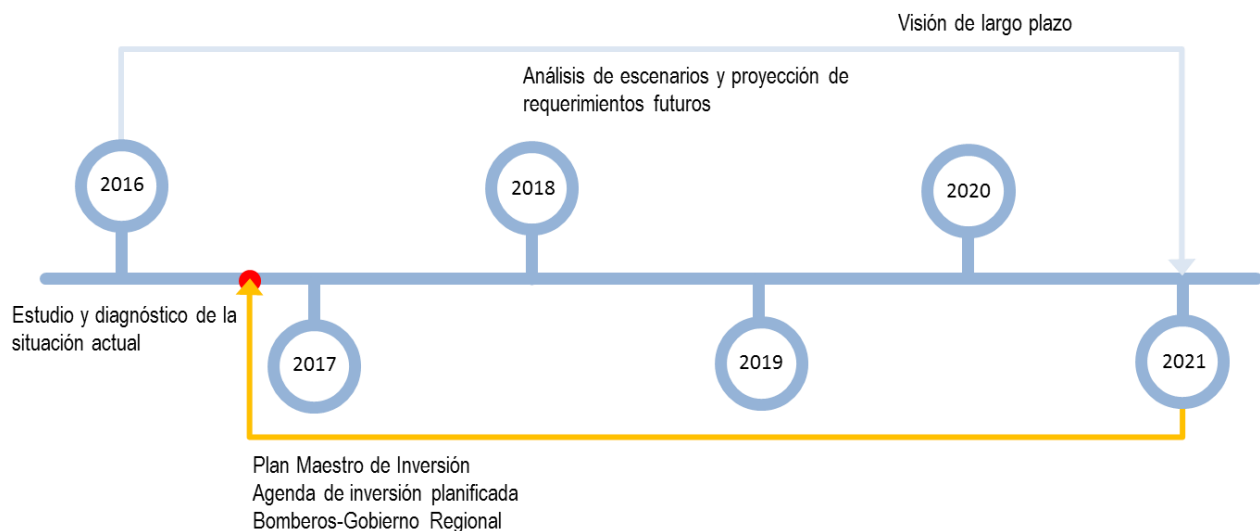 Visión de largo plazo
Análisis de escenarios y proyección de
requerimientos futuros
2016
2018
2020
Estudio y diagnóstico de la
situación actual
2017
2019
2021
Plan Maestro de Inversión
Agenda de inversión planificada
Bomberos-Gobierno Regional